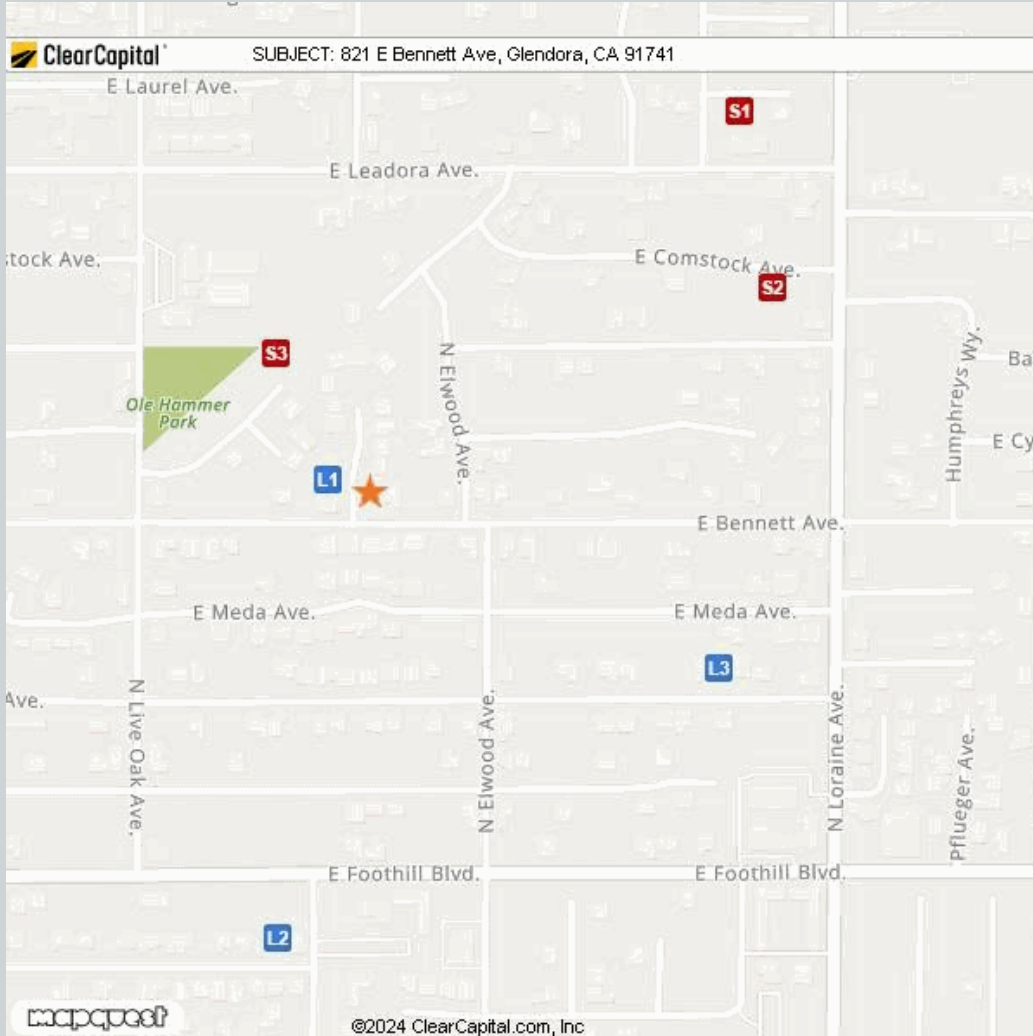 ClearCapital
SUBJECT: 821 E Bennett Ave, Glendora, CA 91741
E Laurel Ave.
S1
E Leadora Ave.
stock Ave.
E Comstock Ave.
S2
S3
Ole Hammer
Park
N Elwood Ave.
Humphreys Wy.
Ba
E Cy
L1
E Bennett Ave.
E Meda Ave.
E Meda Ave.
L3
Ave.
N Live Oak Ave.
N Elwood Ave.
N Loraine Ave.
Pflueger Ave.
E Foothill Blvd.
E Foothill Blvd.
L2
mapquest
©2024 ClearCapital.com, Inc